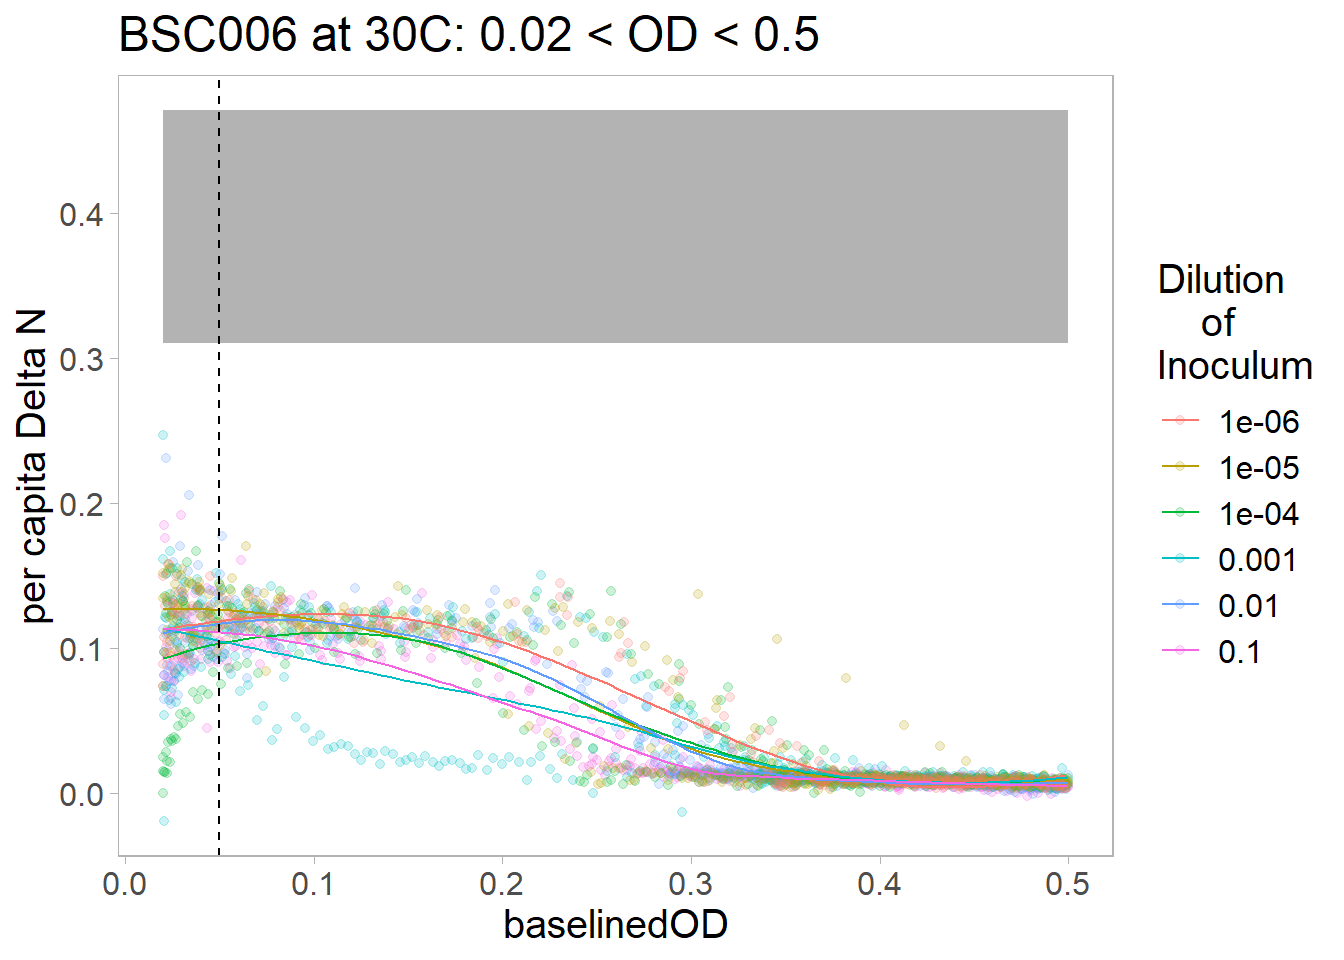 BSC006 at 30C: 0.02 < OD < 0.5
per capita Delta N
0.4
0.3
0.2
0.1
0.0
0.0 0.1 0.2 0.3 0.4 0.5
baselinedOD
Dilution
of
Inoculum
1e-06
1e-05
1e-04
0.001
0.01
0.1